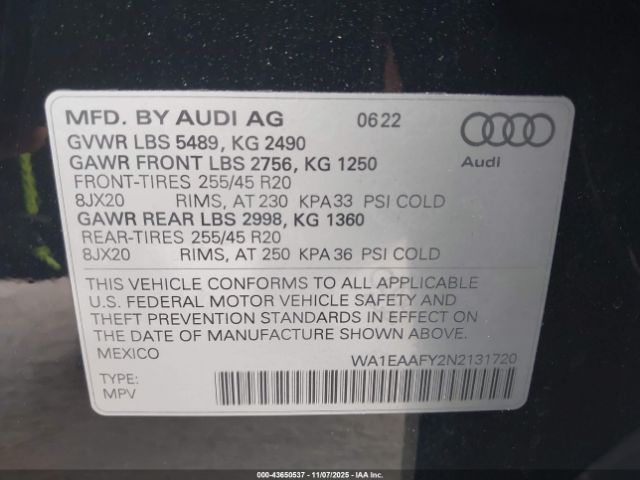 MFD. BY AUDI AG 0622
GVWR LBS 5489, KG 2490
GAWR FRONT LBS 2756, KG 1250
FRONT-TIRES 255/45 R20
8JX20 RIMS, AT 230 KPA33 PSI COLD
GAWR REAR LBS 2998, KG 1360
REAR-TIRES 255/45 R20
8JX20 RIMS, AT 250 KPA36 PSI COLD
Audi
THIS VEHICLE CONFORMS TO ALL APPLICABLE
U.S. FEDERAL MOTOR VEHICLE SAFETY AND
THEFT PREVENTION STANDARDS IN EFFECT ON
THE DATE OF MANUFACTURE SHOWN ABOVE.
MEXICO WA1EAAFY2N2131720
TYPE:
MPV
000-43650537 - 11/07/2025 - IAA Inc.